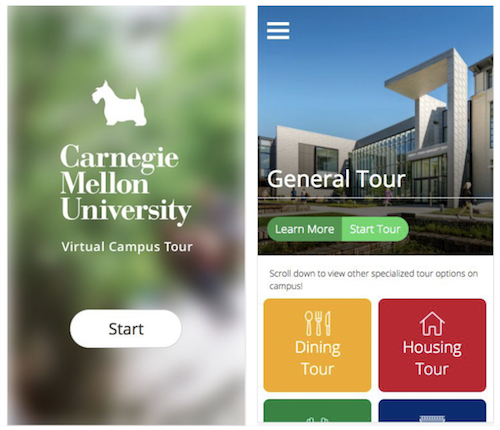 Carnegie
Mellon
University
Virtual Campus Tour
Start
General Tour
Learn More
Start Tour
Scroll down to view other specialized tour options on
campus!
Dining
Tour
Housing
Tour